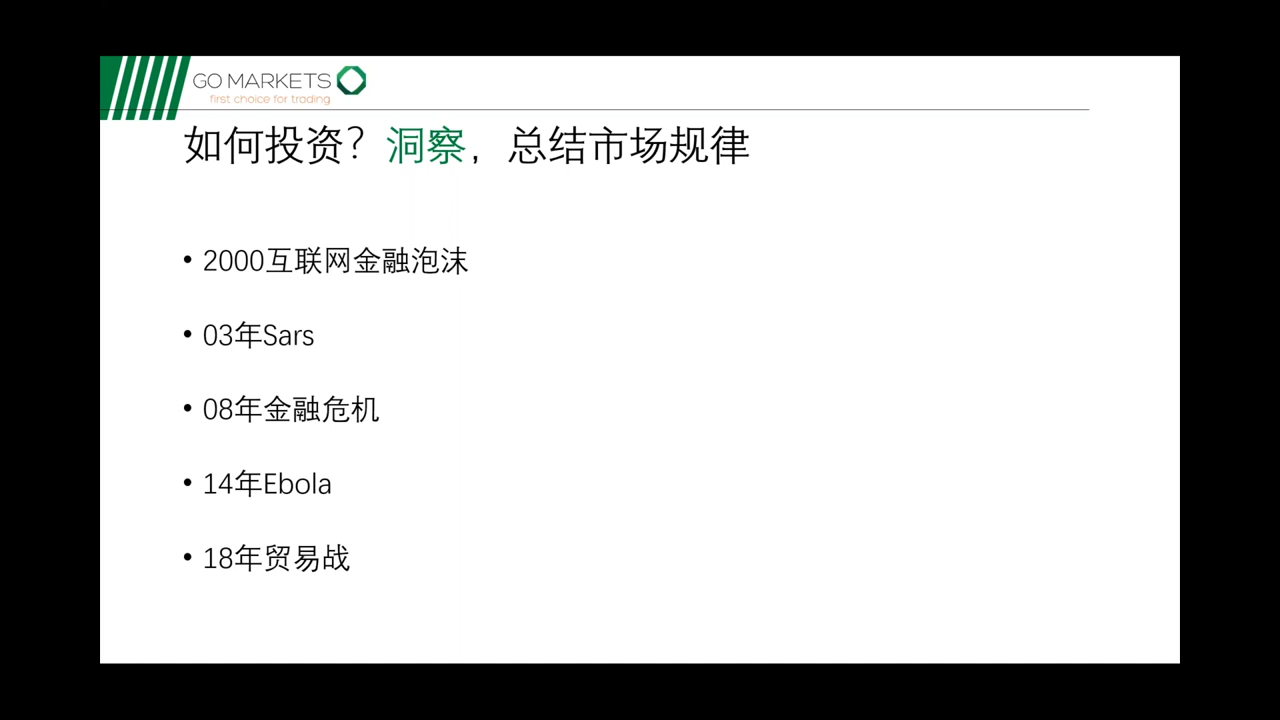 GO MARKETS
first choice for trading
如何投资？洞察，总结市场规律
• 2000互联网金融泡沫
• 03年Sars
• 08年金融危机
• 14年Ebola
• 18年贸易战